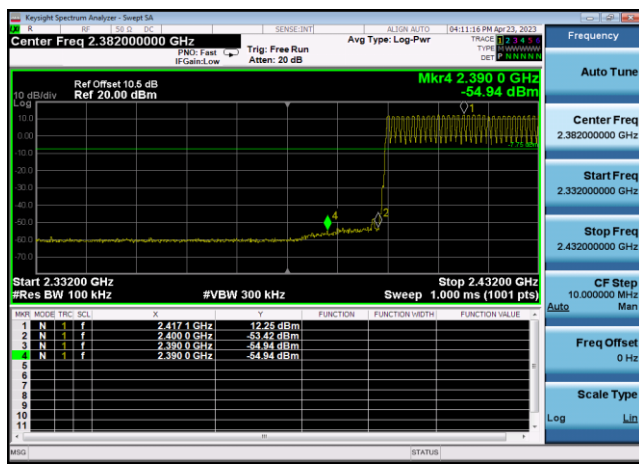 Keysight Spectrum Analyzer - Swept SA
R RF 50 Ω DC SENSE:INT ALIGN AUTO 04:11:16 PM Apr 23, 2023
Center Freq 2.382000000 GHz
PNO: Fast
IFGain:Low
Trig: Free Run
Atten: 20 dB
Avg Type: Log-Pwr
TRACE 1 2 3 4 5 6
TYPE M W W W W W
DET P N N N N N
Ref Offset 10.5 dB
Ref 20.00 dBm
10 dB/div
Log
Mkr4 2.390 0 GHz
-54.94 dBm
10.0
0.00
-10.0
-20.0
-30.0
-40.0
-50.0
-60.0
-70.0
1
2
4
Start 2.33200 GHz
Stop 2.43200 GHz
#Res BW 100 kHz
#VBW 300 kHz
Sweep 1.000 ms (1001 pts)
MKR MODE TRC SCL X Y FUNCTION FUNCTION WIDTH FUNCTION VALUE
1 N 1 f 2.417 1 GHz 12.25 dBm
2 N 1 f 2.400 0 GHz -53.42 dBm
3 N 1 f 2.390 0 GHz -54.94 dBm
4 N 1 f 2.390 0 GHz -54.94 dBm
5
6
7
8
9
10
11
MSG
STATUS
Frequency
Auto Tune
Center Freq
2.382000000 GHz
Start Freq
2.332000000 GHz
Stop Freq
2.432000000 GHz
CF Step
10.000000 MHz
Auto Man
Freq Offset
0 Hz
Scale Type
Log Lin